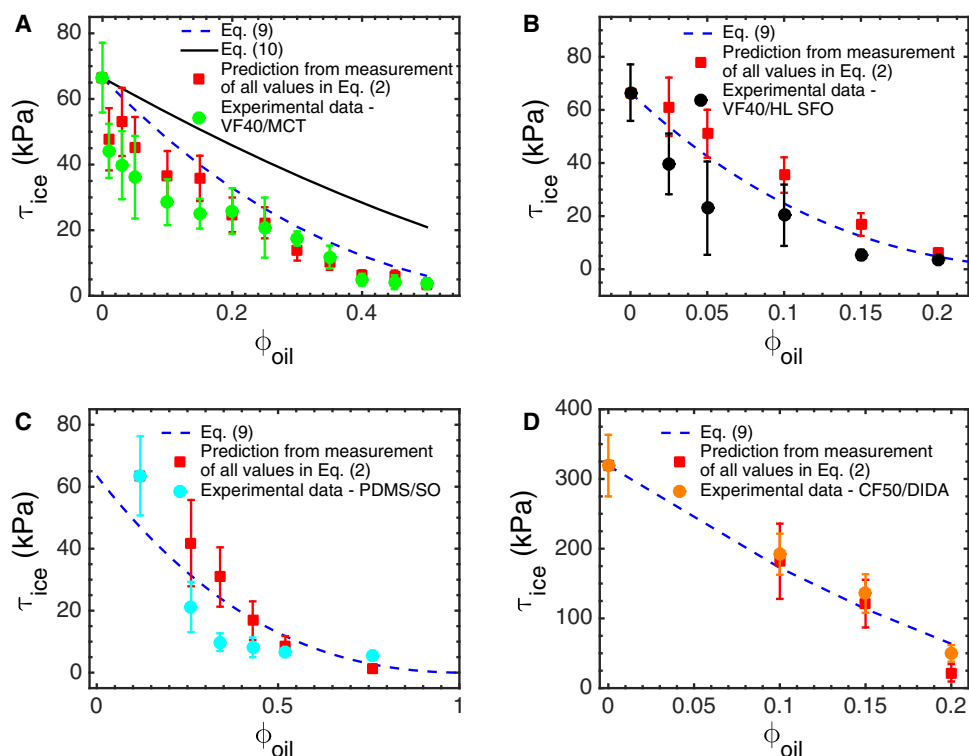 A
80
60
40
20
0
τice (kPa)
0
0.2
0.4
ϕoil
Eq. (9)
Eq. (10)
Prediction from measurement
of all values in Eq. (2)
Experimental data -
VF40/MCT
B
80
60
40
20
0
τice (kPa)
0
0.05
0.1
0.15
0.2
ϕoil
Eq. (9)
Prediction from measurement
of all values in Eq. (2)
Experimental data -
VF40/HL SFO
C
80
60
40
20
0
τice (kPa)
0
0.5
1
ϕoil
Eq. (9)
Prediction from measurement
of all values in Eq. (2)
Experimental data - PDMS/SO
D
400
300
200
100
0
τice (kPa)
0
0.05
0.1
0.15
0.2
ϕoil
Eq. (9)
Prediction from measurement
of all values in Eq. (2)
Experimental data - CF50/DIDA